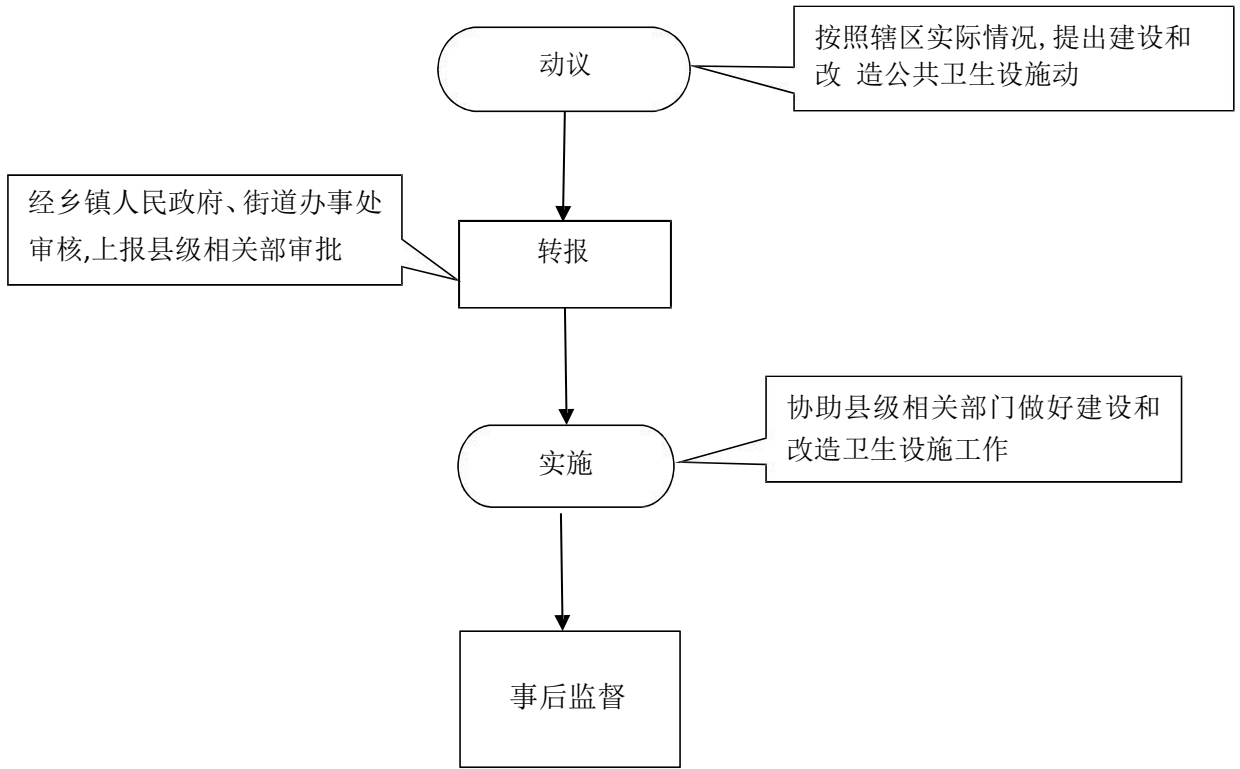 动议
按照辖区实际情况,提出建设和
改 造公共卫生设施动
经乡镇人民政府、街道办事处
审核,上报县级相关部审批
转报
协助县级相关部门做好建设和
改造卫生设施工作
实施
事后监督